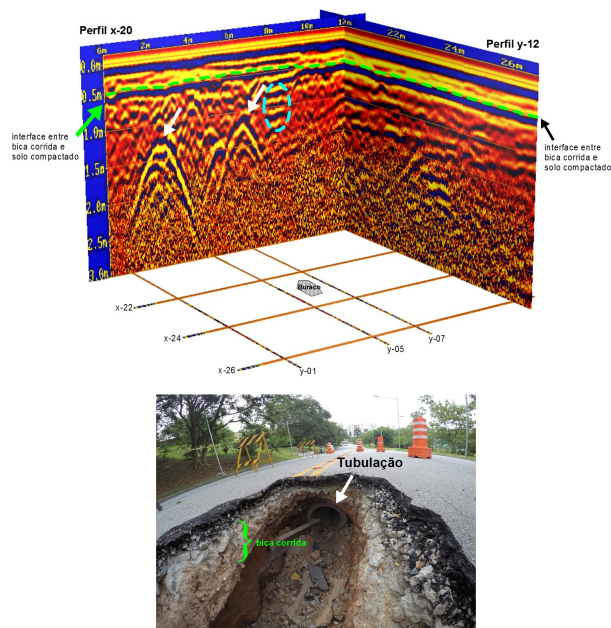 Perfil x-20
Perfil y-12
0m
2m
4m
6m
8m
10m
12m
22m
24m
26m
0.0m
0.5m
1.0m
1.5m
2.0m
2.5m
3.0m
interface entre
bica corrida e
solo compactado
interface entre
bica corrida e
solo compactado
Buraco
x-22
x-24
x-26
y-01
y-05
y-07
Tubulação
bica corrida